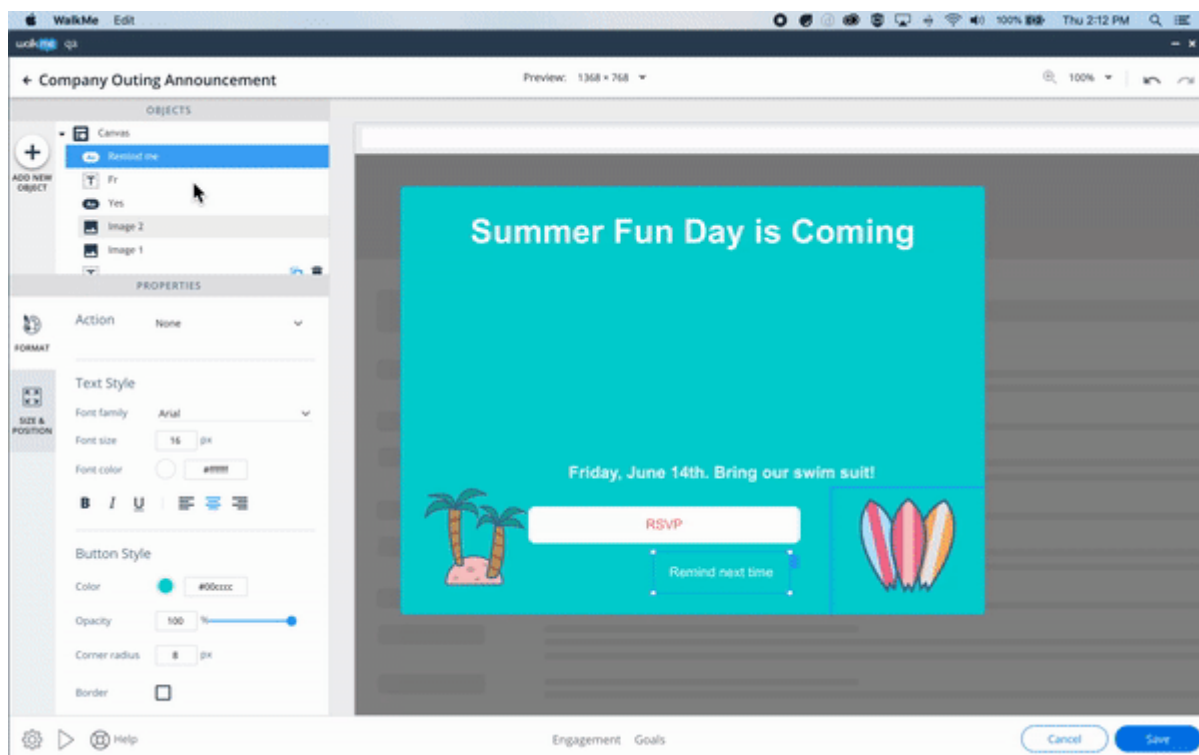 WalkMe Edit
100% Thu 2:12 PM
walkme qa
← Company Outing Announcement
Preview: 1368 × 768
100%
OBJECTS
ADD NEW
OBJECT
Canvas
Remind me
Fr
Yes
Image 2
Image 1
PROPERTIES
FORMAT
SIZE &
POSITION
Action None
Text Style
Font family Arial
Font size 16 px
Font color #ffffff
B I U
Button Style
Color #00cccc
Opacity 100 %
Corner radius 8 px
Border
Summer Fun Day is Coming
Friday, June 14th. Bring our swim suit!
RSVP
Remind next time
Help
Engagement Goals
Cancel Save